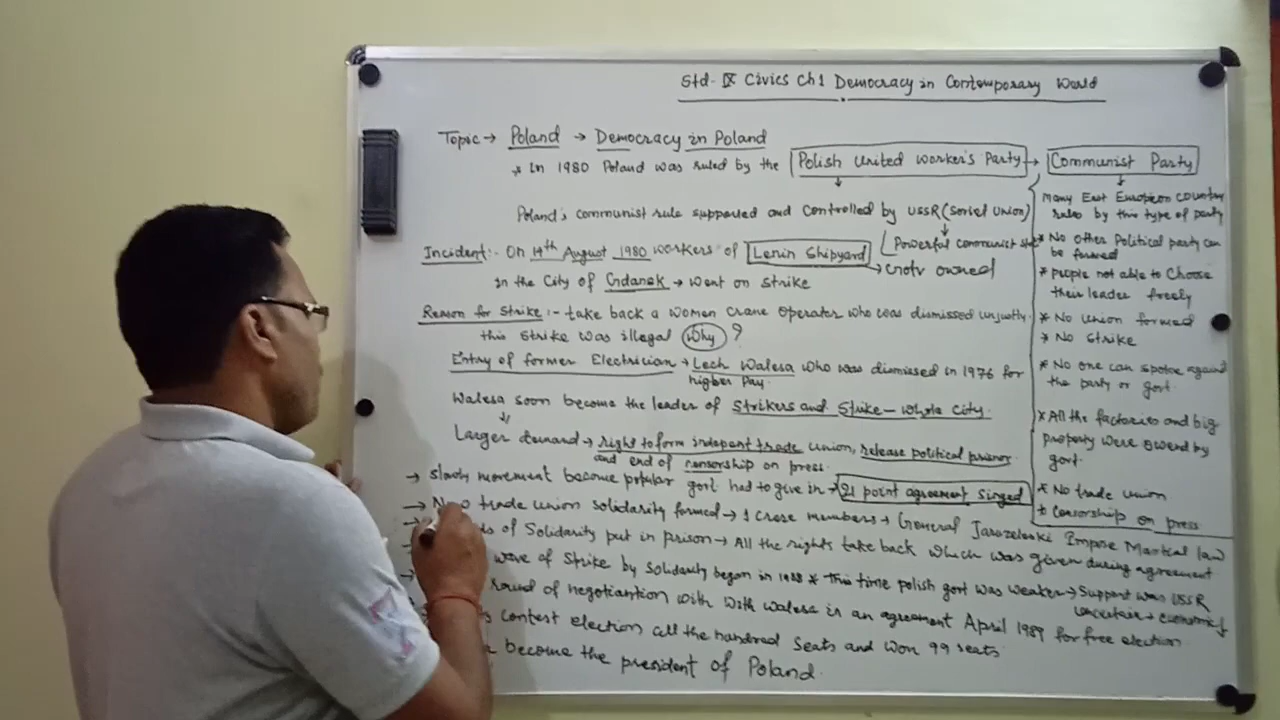 Std- IX Civics Ch1 Democracy in Contemporary World
Topic → Poland → Democracy in Poland
* In 1980 Poland was ruled by the Polish United Worker's Party → Communist Party
Poland's communist rule supported and controlled by USSR (Soviet Union)
Powerful communist
Incident:- On 14th August 1980 workers of Lenin Shipyard → Govt owned
In the City of Gdansk → went on strike
Reason for Strike :- take back a women crane operator who was dismissed unjustly.
this strike was illegal Why ?
Entry of former Electrician → Lech Walesa who was dismissed in 1976 for
higher Pay.
Walesa soon become the leader of strikers and strike - whole city.
Larger demand → right to form indepent trade union, release political prisnor
and end of censorship on press.
→ Slowly movement become popular govt had to give in → 21 point agreement singed
→ trade union solidarity formed → 1 crose members → General Jaruzelski Impose Martial law
→ of Solidarity put in prison → All the rights take back which was given during agreement
wave of strike by solidarity began in 1988 * This time polish govt was weaker → Support was USSR
uncertain + economic ↓
→ round of negotiantion with with walesa in an agreement April 1989 for free election
contest election all the hundred seats and won 99 seats
become the president of Poland.
many East European country
rules by this type of party
* No other Political party can
be formed
* people not able to choose
their leader freely
* No union formed
* No strike
* No one can spoke against
the party or govt.
* All the factories and big
property were owend by
govt.
* No trade union
* Censorship on press